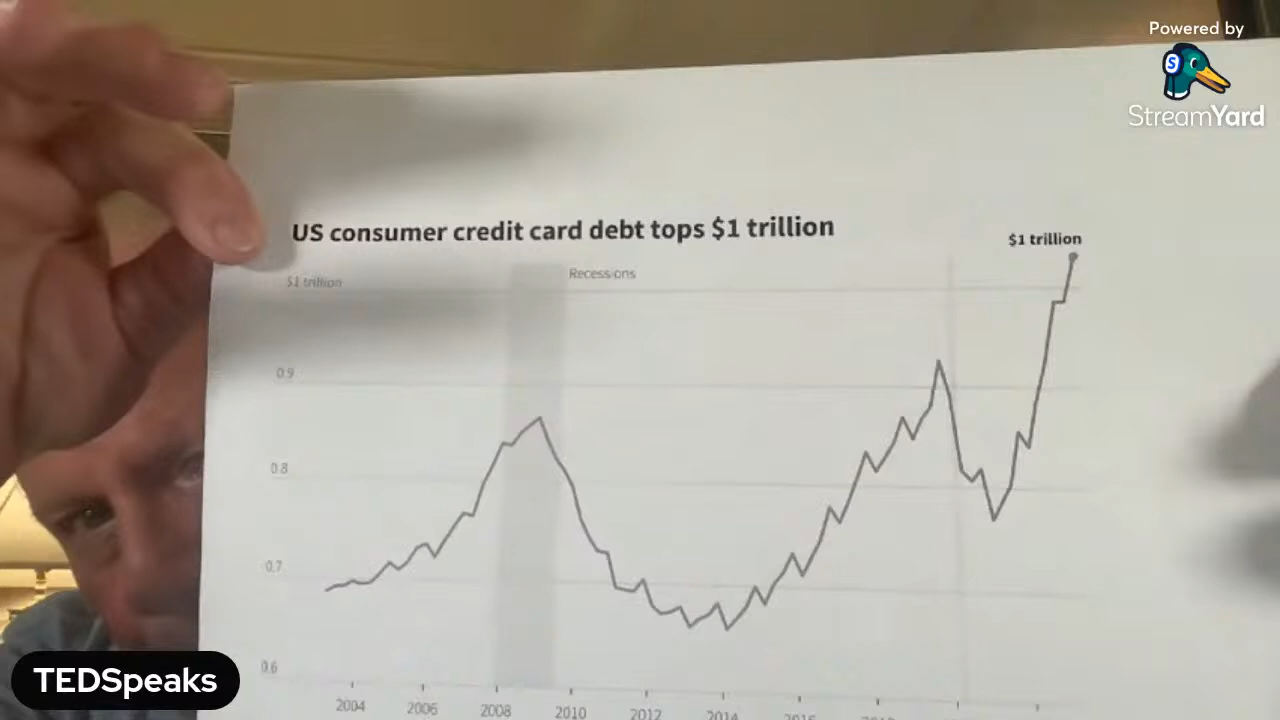 Powered by
StreamYard
US consumer credit card debt tops $1 trillion
$1 trillion
Recessions
$1 trillion
0.9
0.8
0.7
0.6
2004 2006 2008 2010 2012 2014
TEDSpeaks